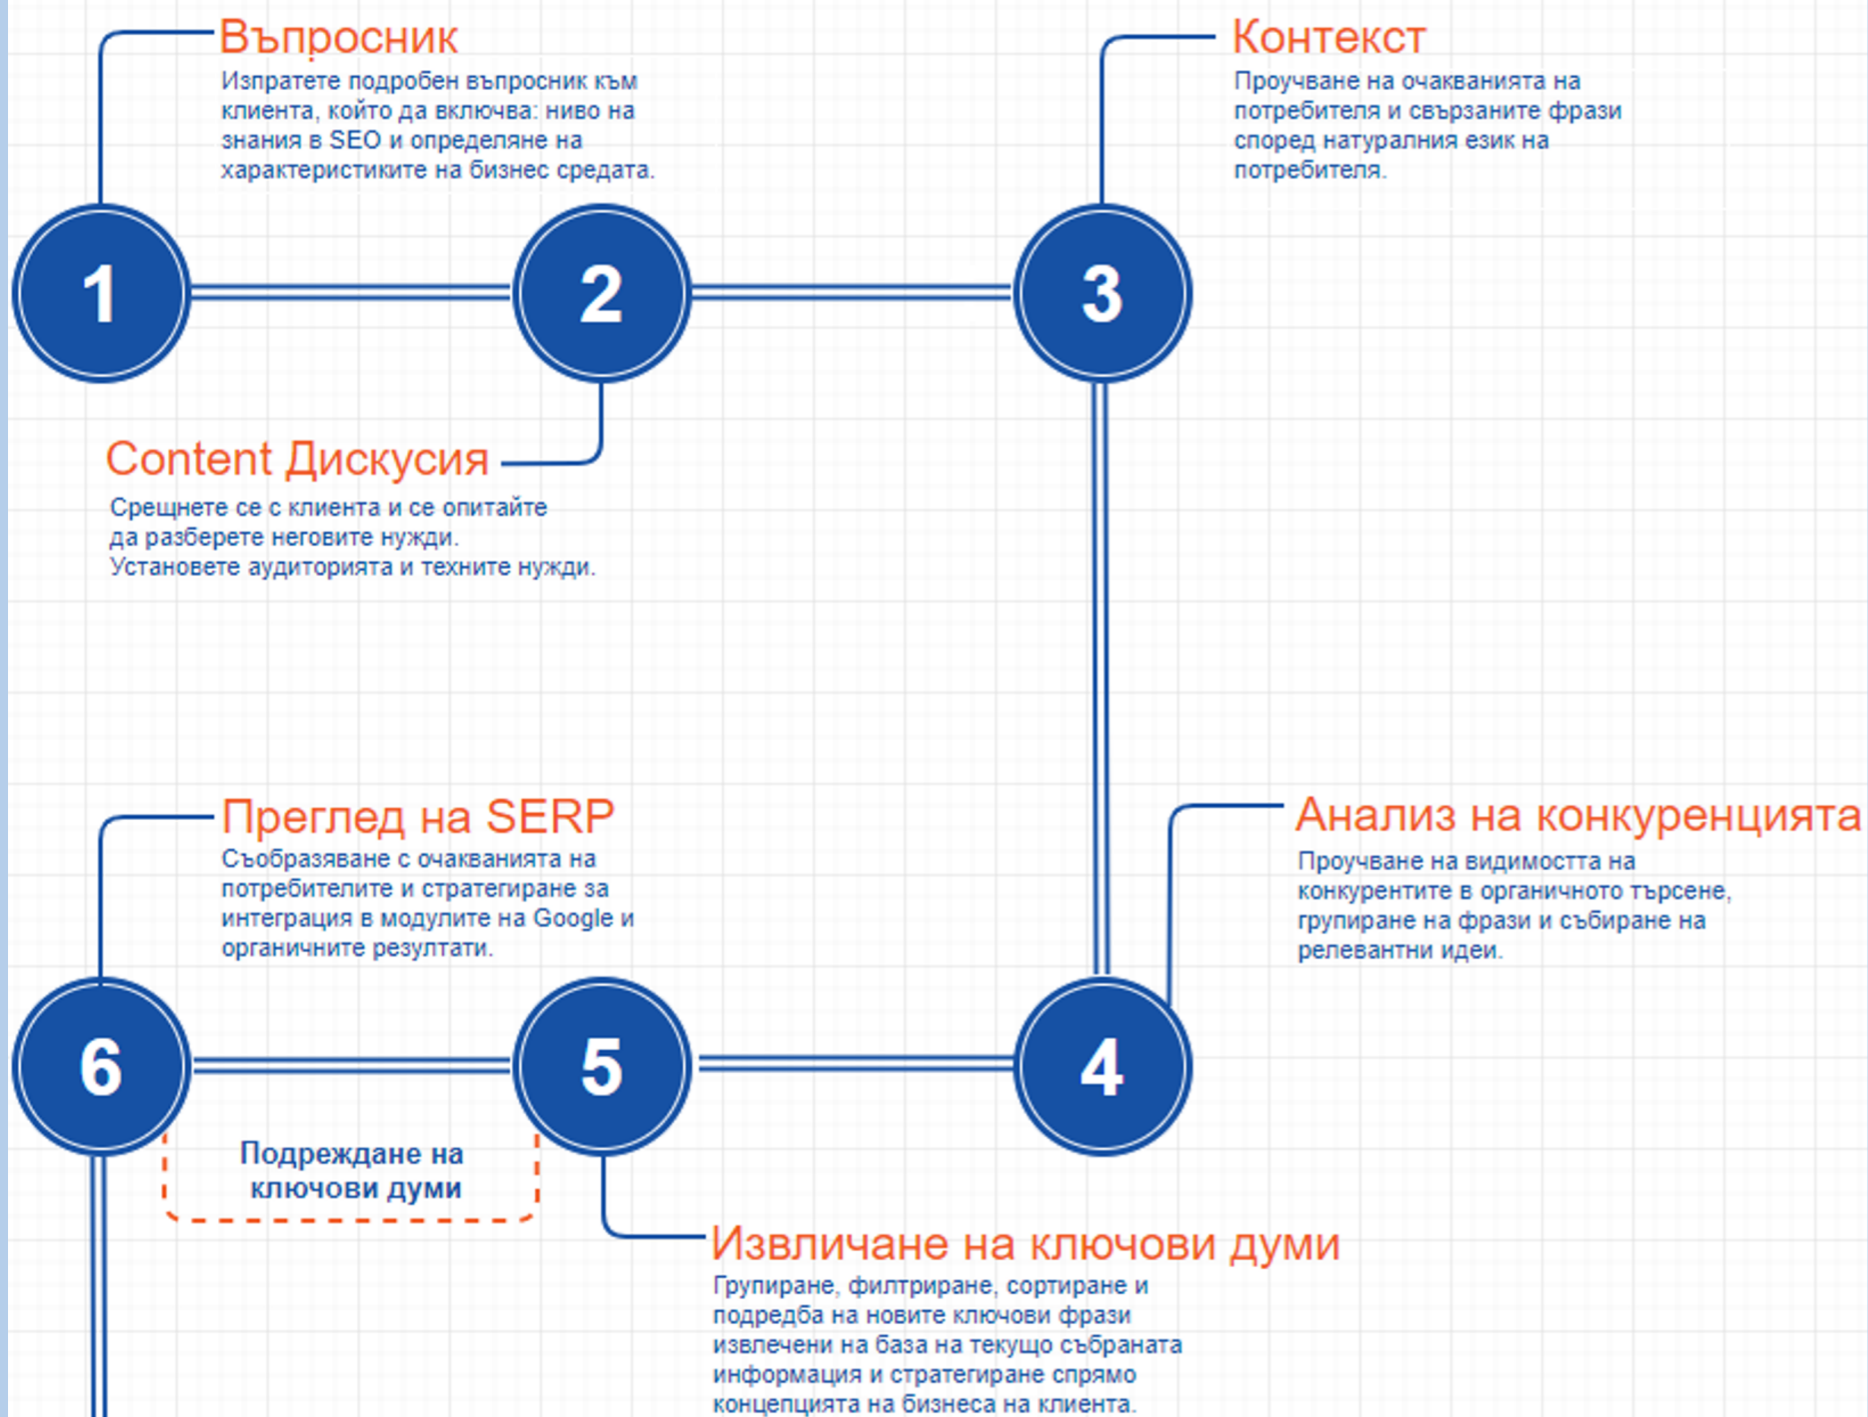 Въпросник
Изпратете подробен въпросник към
клиента, който да включва: ниво на
знания в SEO и определяне на
характеристиките на бизнес средата.
Контекст
Проучване на очакванията на
потребителя и свързаните фрази
според натуралния език на
потребителя.
1
2
3
Content Дискусия
Срещнете се с клиента и се опитайте
да разберете неговите нужди.
Установете аудиторията и техните нужди.
Анализ на конкуренцията
Проучване на видимостта на
конкурентите в органичното търсене,
групиране на фрази и събиране на
релевантни идеи.
Преглед на SERP
Съобразяване с очакванията на
потребителите и стратегиране за
интеграция в модулите на Google и
органичните резултати.
6
5
4
Подреждане на
ключови думи
Извличане на ключови думи
Групиране, филтриране, сортиране и
подредба на новите ключови фрази
извлечени на база на текущо събраната
информация и стратегиране спрямо
концепцията на бизнеса на клиента.